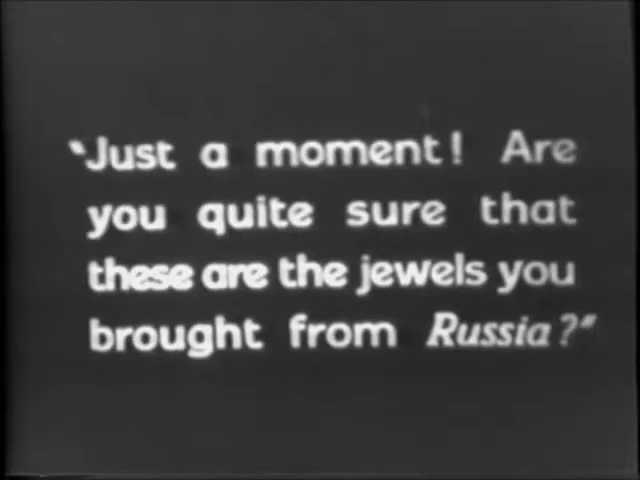 "Just a moment! Are
you quite sure that
these are the jewels you
brought from Russia?"